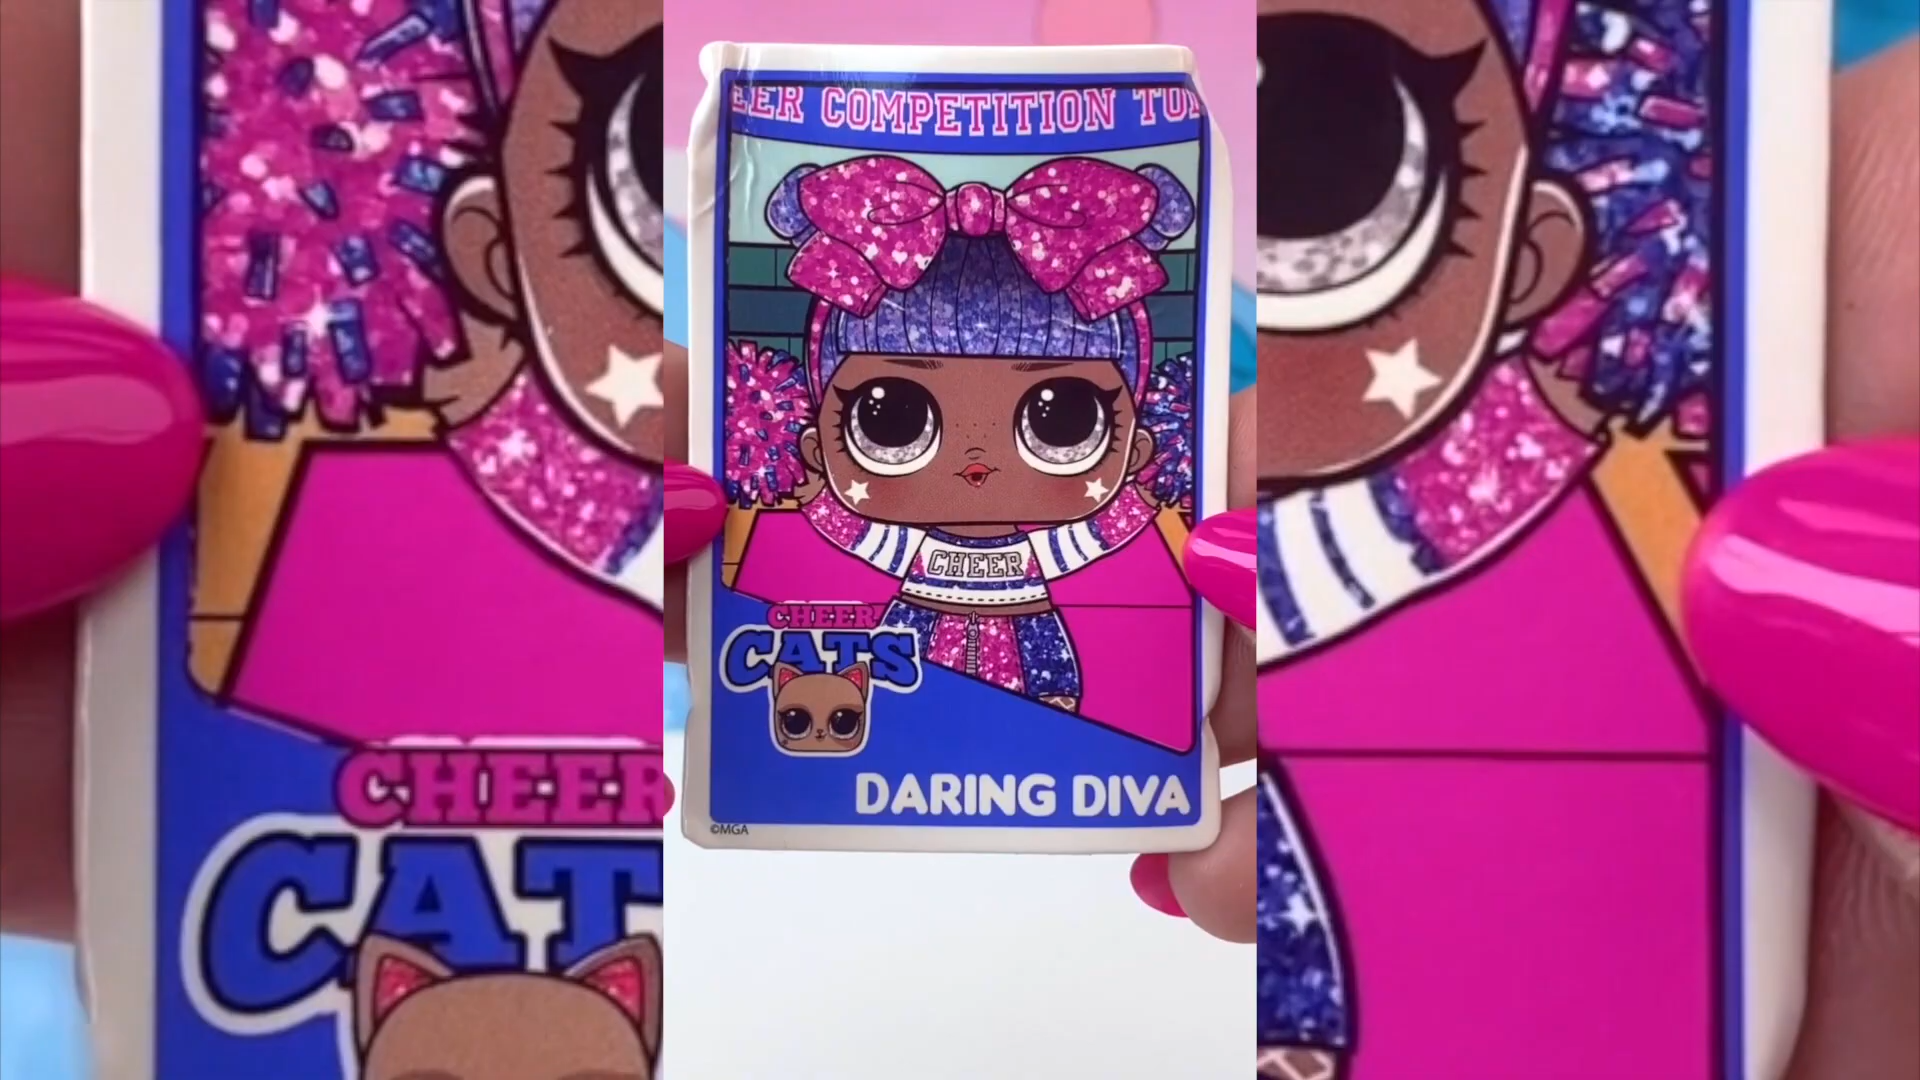 EER COMPETITION TO
CHEER
CHEER
CATS
DARING DIVA
©MGA
CHEER
CAT